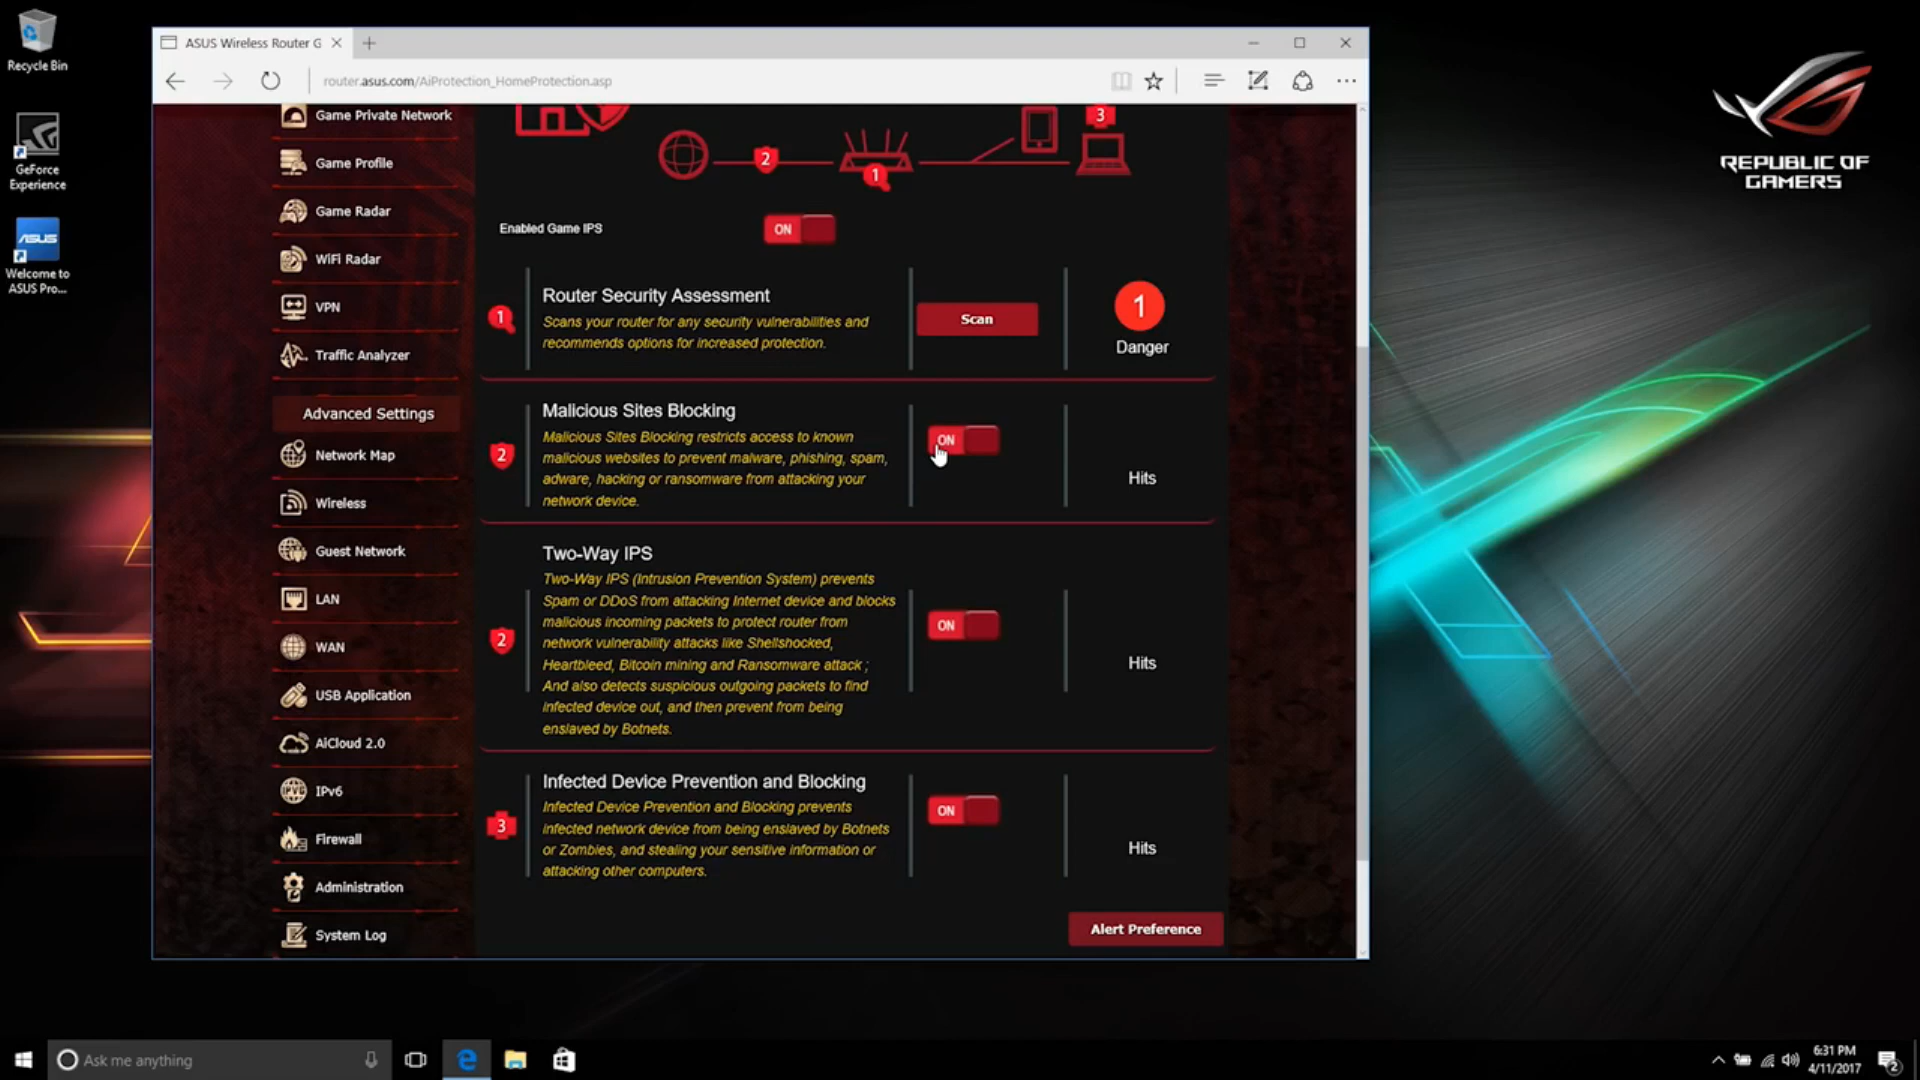 Recycle Bin
GeForce
Experience
ASUS
Welcome to
ASUS Pro...
ASUS Wireless Router G
router.asus.com/AiProtection_HomeProtection.asp
REPUBLIC OF
GAMERS
Game Private Network
Game Profile
Game Radar
WiFi Radar
VPN
Traffic Analyzer
Advanced Settings
Network Map
Wireless
Guest Network
LAN
WAN
USB Application
AiCloud 2.0
IPv6
Firewall
Administration
System Log
2
1
3
Enabled Game IPS
ON
1
Router Security Assessment
Scans your router for any security vulnerabilities and
recommends options for increased protection.
Scan
1
Danger
2
Malicious Sites Blocking
Malicious Sites Blocking restricts access to known
malicious websites to prevent malware, phishing, spam,
adware, hacking or ransomware from attacking your
network device.
ON
Hits
2
Two-Way IPS
Two-Way IPS (Intrusion Prevention System) prevents
Spam or DDoS from attacking Internet device and blocks
malicious incoming packets to protect router from
network vulnerability attacks like Shellshocked,
Heartbleed, Bitcoin mining and Ransomware attack ;
And also detects suspicious outgoing packets to find
infected device out, and then prevent from being
enslaved by Botnets.
ON
Hits
3
Infected Device Prevention and Blocking
Infected Device Prevention and Blocking prevents
infected network device from being enslaved by Botnets
or Zombies, and stealing your sensitive information or
attacking other computers.
ON
Hits
Alert Preference
Ask me anything
6:31 PM
4/11/2017
2